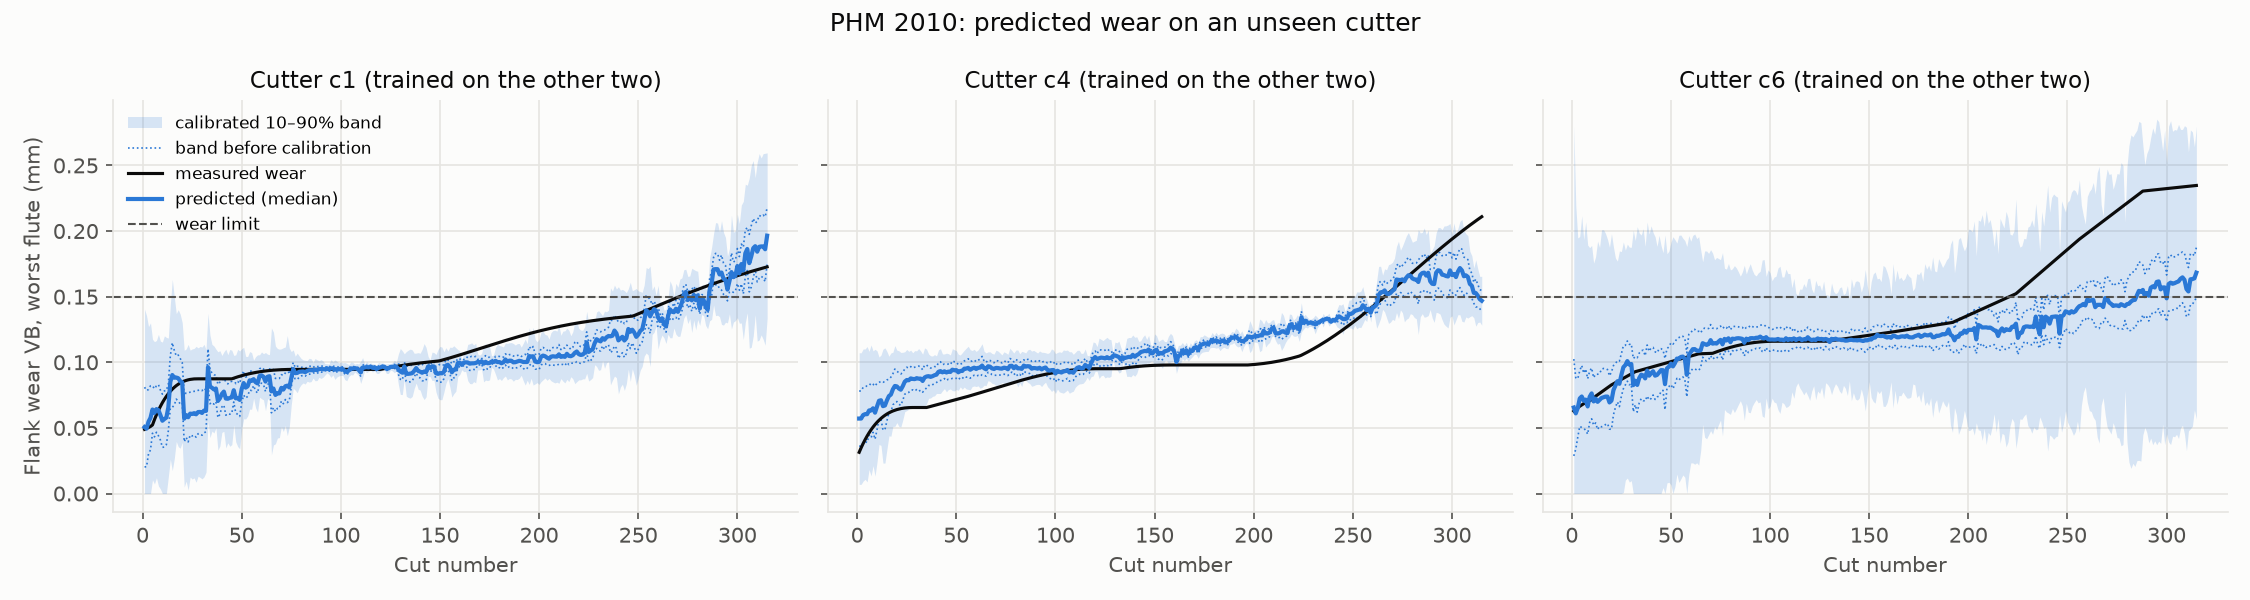 PHM 2010: predicted wear on an unseen cutter
Cutter c1 (trained on the other two)
Cutter c4 (trained on the other two)
Cutter c6 (trained on the other two)
calibrated 10–90% band
band before calibration
measured wear
predicted (median)
wear limit
Flank wear VB, worst flute (mm)
0.25
0.20
0.15
0.10
0.05
0.00
0 50 100 150 200 250 300
0 50 100 150 200 250 300
0 50 100 150 200 250 300
Cut number
Cut number
Cut number